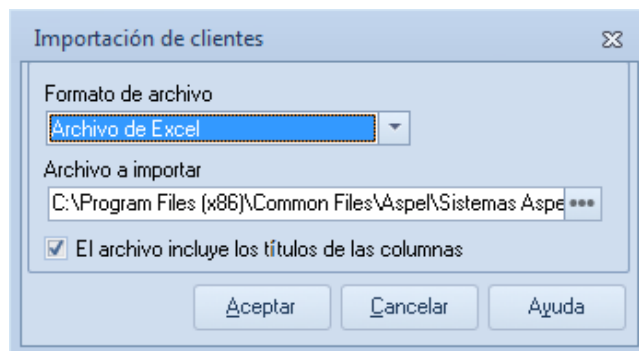 Importación de clientes
Formato de archivo
Archivo de Excel
Archivo a importar
C:\Program Files (x86)\Common Files\Aspel\Sistemas Aspe
El archivo incluye los títulos de las columnas
Aceptar Cancelar Ayuda